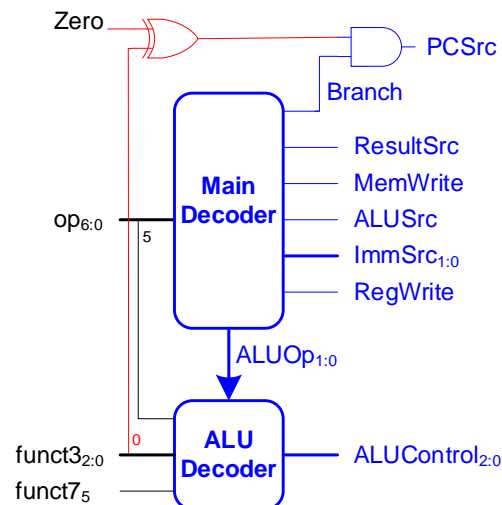 Zero
PCSrc
Branch
Main
Decoder
ResultSrc
MemWrite
op6:0
5
ALUSrc
ImmSrc1:0
RegWrite
ALUOp1:0
0
funct32:0
ALU
Decoder
ALUControl2:0
funct75